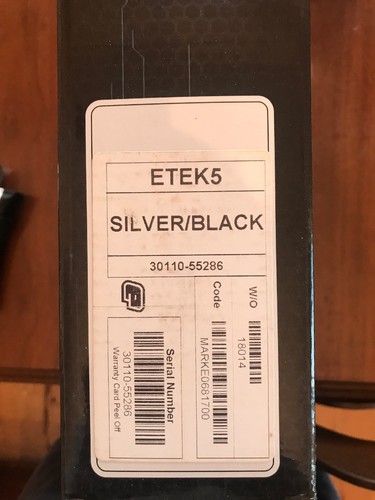 ETEK5
SILVER/BLACK
30110-55286
W/O
18014
Code
MARKE0681700
Serial Number
30110-55286
Warranty Card Peel Off